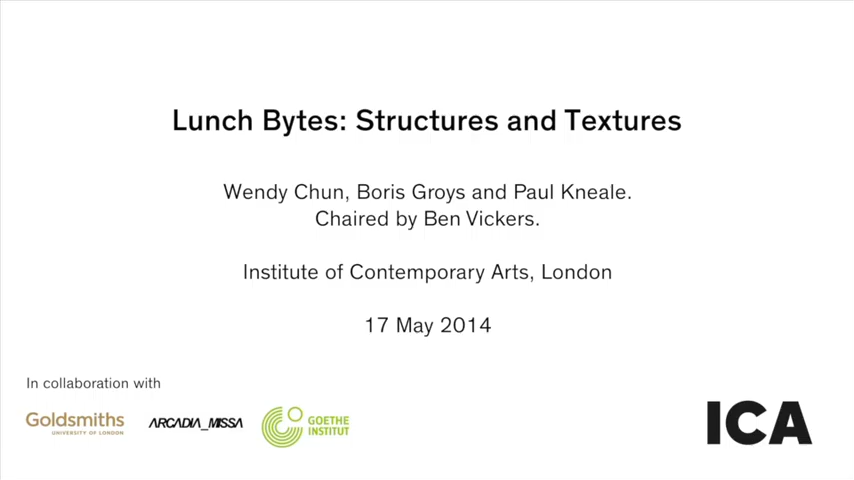 Lunch Bytes: Structures and Textures
Wendy Chun, Boris Groys and Paul Kneale.
Chaired by Ben Vickers.
Institute of Contemporary Arts, London
17 May 2014
In collaboration with
Goldsmiths
UNIVERSITY OF LONDON
ARCADIA_MISSA
GOETHE
INSTITUT
ICA